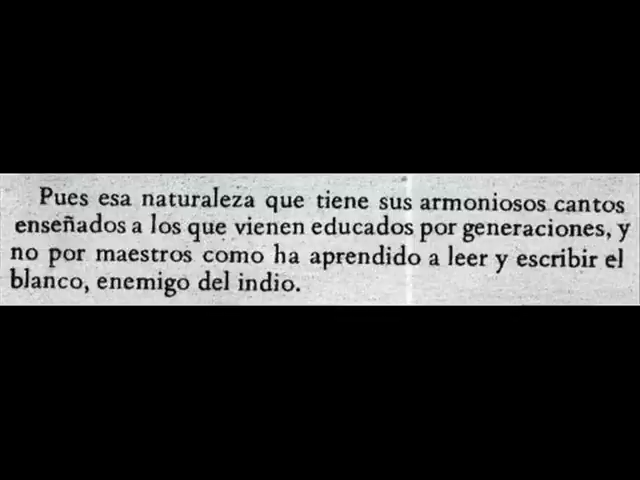 Pues esa naturaleza que tiene sus armoniosos cantos
enseñados a los que vienen educados por generaciones, y
no por maestros como ha aprendido a leer y escribir el
blanco, enemigo del indio.